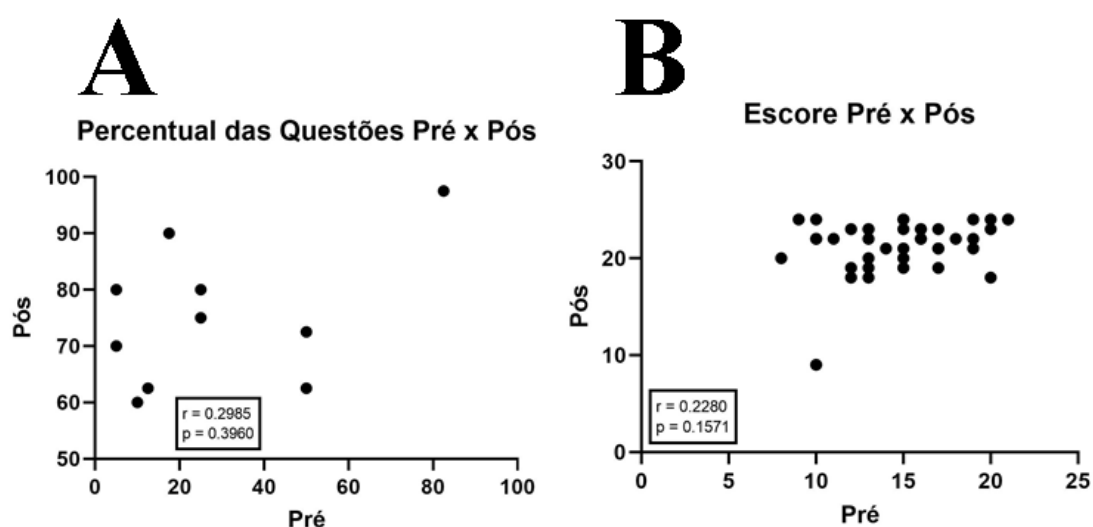 A
Percentual das Questões Pré x Pós
100
90
80
70
60
50
Pós
r = 0.2985
p = 0.3960
0 20 40 60 80 100
Pré
B
Escore Pré x Pós
30
20
10
0
Pós
r = 0.2280
p = 0.1571
0 5 10 15 20 25
Pré